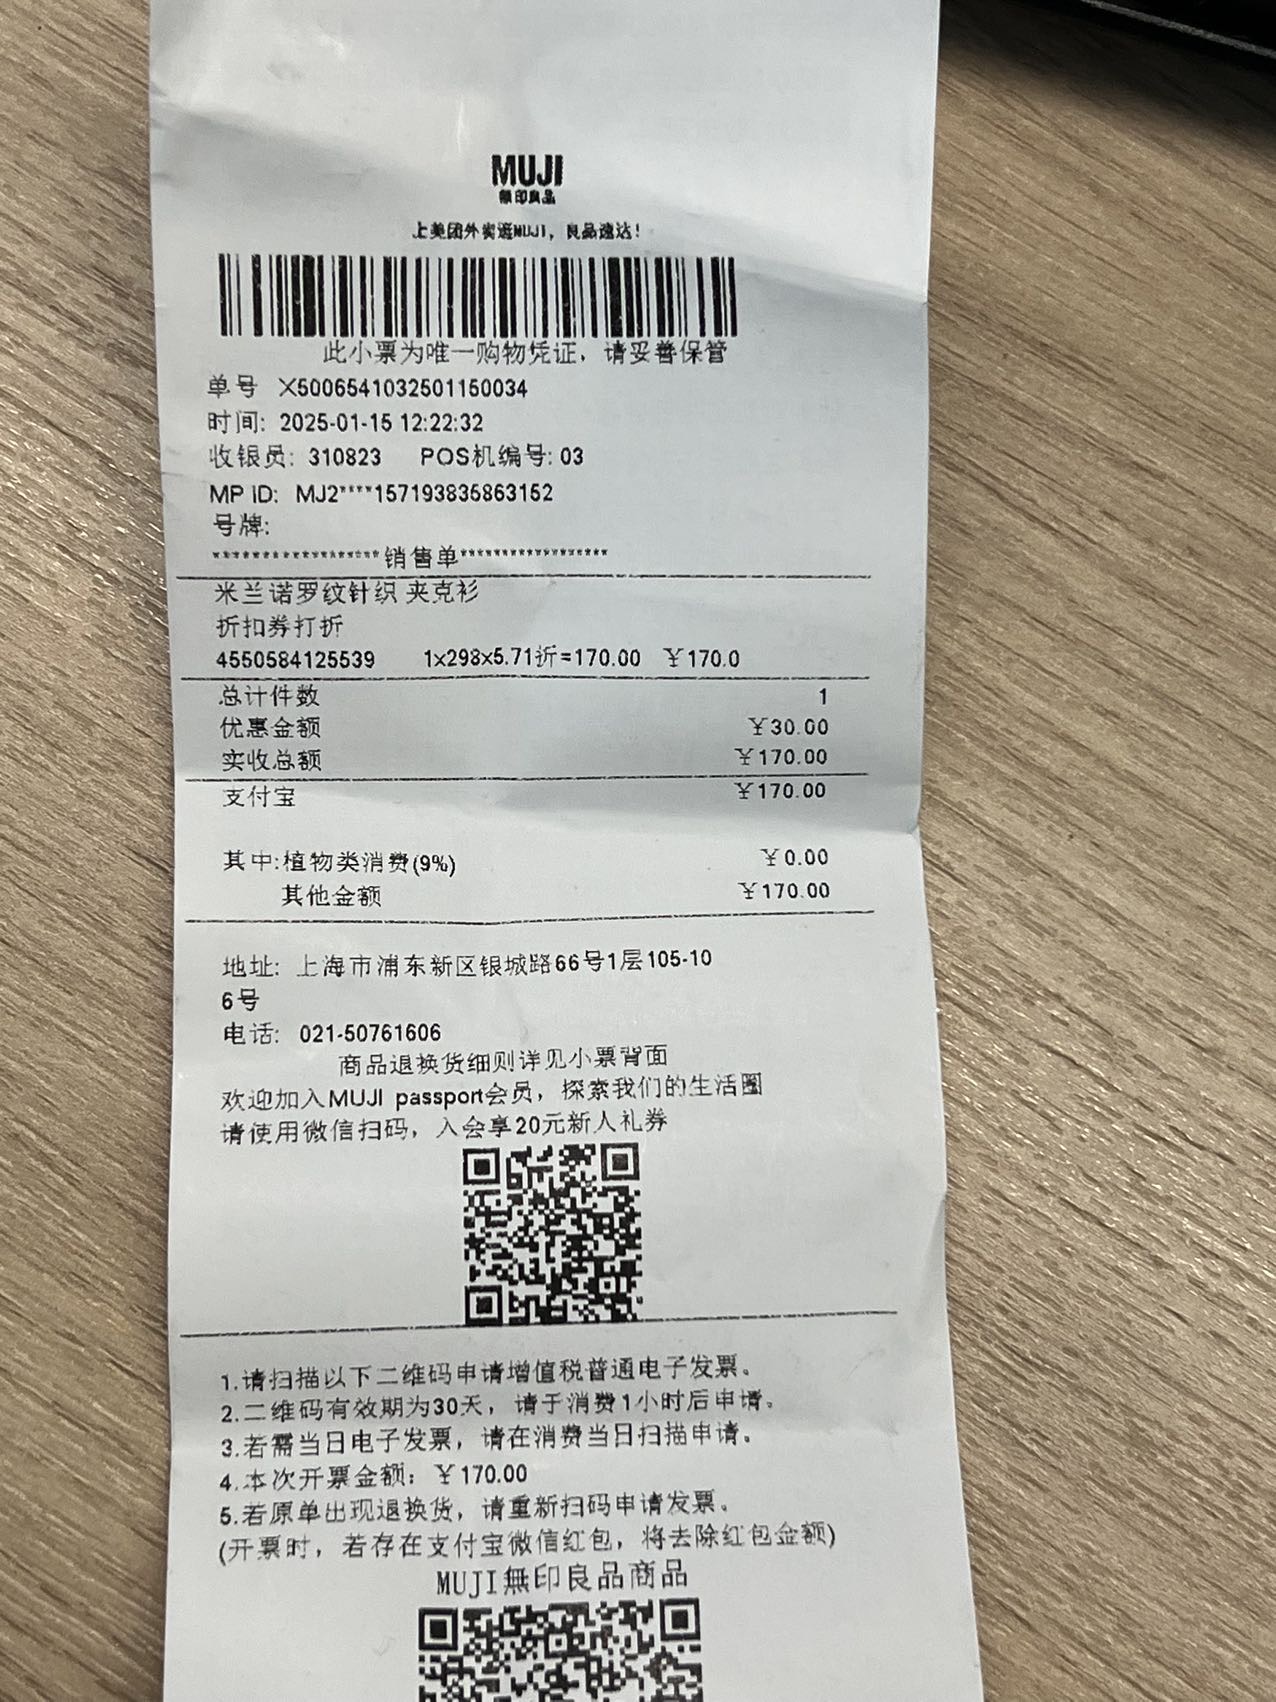 MUJI
無印良品
上美团外卖逛MUJI，良品速达！
此小票为唯一购物凭证，请妥善保管
单号 X5006541032501150034
时间: 2025-01-15 12:22:32
收银员: 310823 POS机编号: 03
MP ID: MJ2****157193835863152
号牌:
********************销售单******************
米兰诺罗纹针织 夹克衫
折扣券打折
4550584125539 1x298x5.71折=170.00 ￥170.0
总计件数 1
优惠金额 ￥30.00
实收总额 ￥170.00
支付宝 ￥170.00
其中:植物类消费(9%) ￥0.00
其他金额 ￥170.00
地址: 上海市浦东新区银城路66号1层105-10
6号
电话: 021-50761606
商品退换货细则详见小票背面
欢迎加入MUJI passport会员，探索我们的生活圈
请使用微信扫码，入会享20元新人礼券
1.请扫描以下二维码申请增值税普通电子发票。
2.二维码有效期为30天，请于消费1小时后申请。
3.若需当日电子发票，请在消费当日扫描申请。
4.本次开票金额: ￥170.00
5.若原单出现退换货，请重新扫码申请发票。
(开票时，若存在支付宝微信红包，将去除红包金额)
MUJI無印良品商品